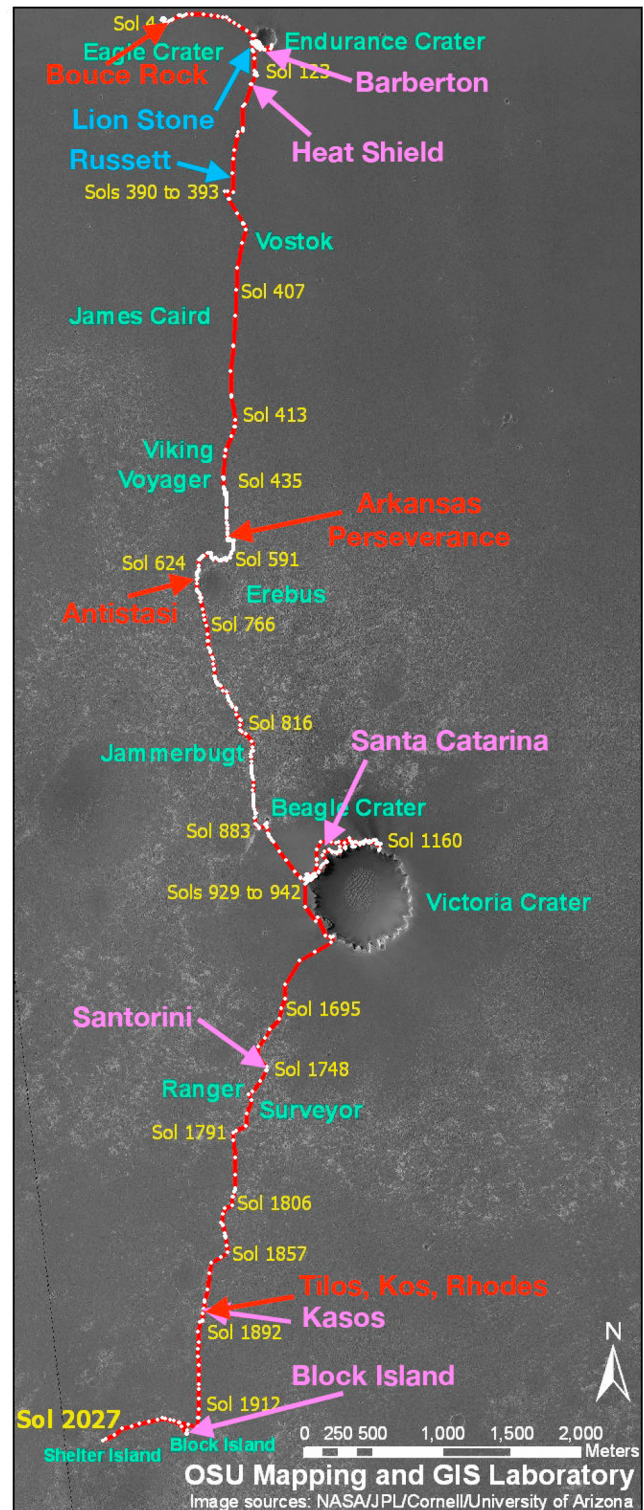 Sol 4
Eagle Crater
Endurance Crater
Bouce Rock
Sol 123
Barberton
Lion Stone
Heat Shield
Russett
Sols 390 to 393
Vostok
Sol 407
James Caird
Sol 413
Viking
Voyager
Sol 435
Arkansas
Perseverance
Sol 624
Sol 591
Antistasi
Erebus
Sol 766
Sol 816
Santa Catarina
Jammerbugt
Beagle Crater
Sol 883
Sol 1160
Sols 929 to 942
Victoria Crater
Sol 1695
Santorini
Sol 1748
Ranger
Surveyor
Sol 1791
Sol 1806
Sol 1857
Tilos, Kos, Rhodes
Kasos
Sol 1892
N
Block Island
Sol 1912
Sol 2027
Shelter Island
Block Island
0 250 500 1,000 1,500 2,000
Meters
OSU Mapping and GIS Laboratory
Image sources: NASA/JPL/Cornell/University of Arizona